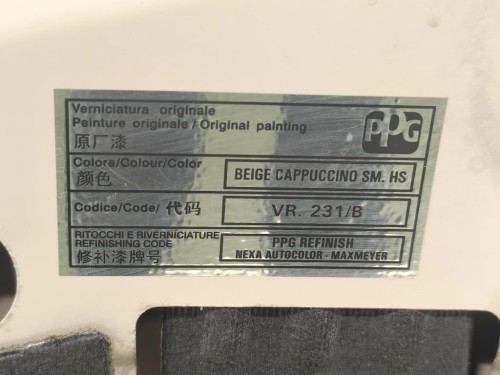 Verniciatura originale
Peinture originale/Original painting
原厂漆
PPG
Colore/Colour/Color
颜色
BEIGE CAPPUCCINO SM. HS
Codice/Code/代码
VR. 231/B
RITOCCHI E RIVERNICIATURE
REFINISHING CODE
修补漆牌号
PPG REFINISH
NEXA AUTOCOLOR - MAXMEYER